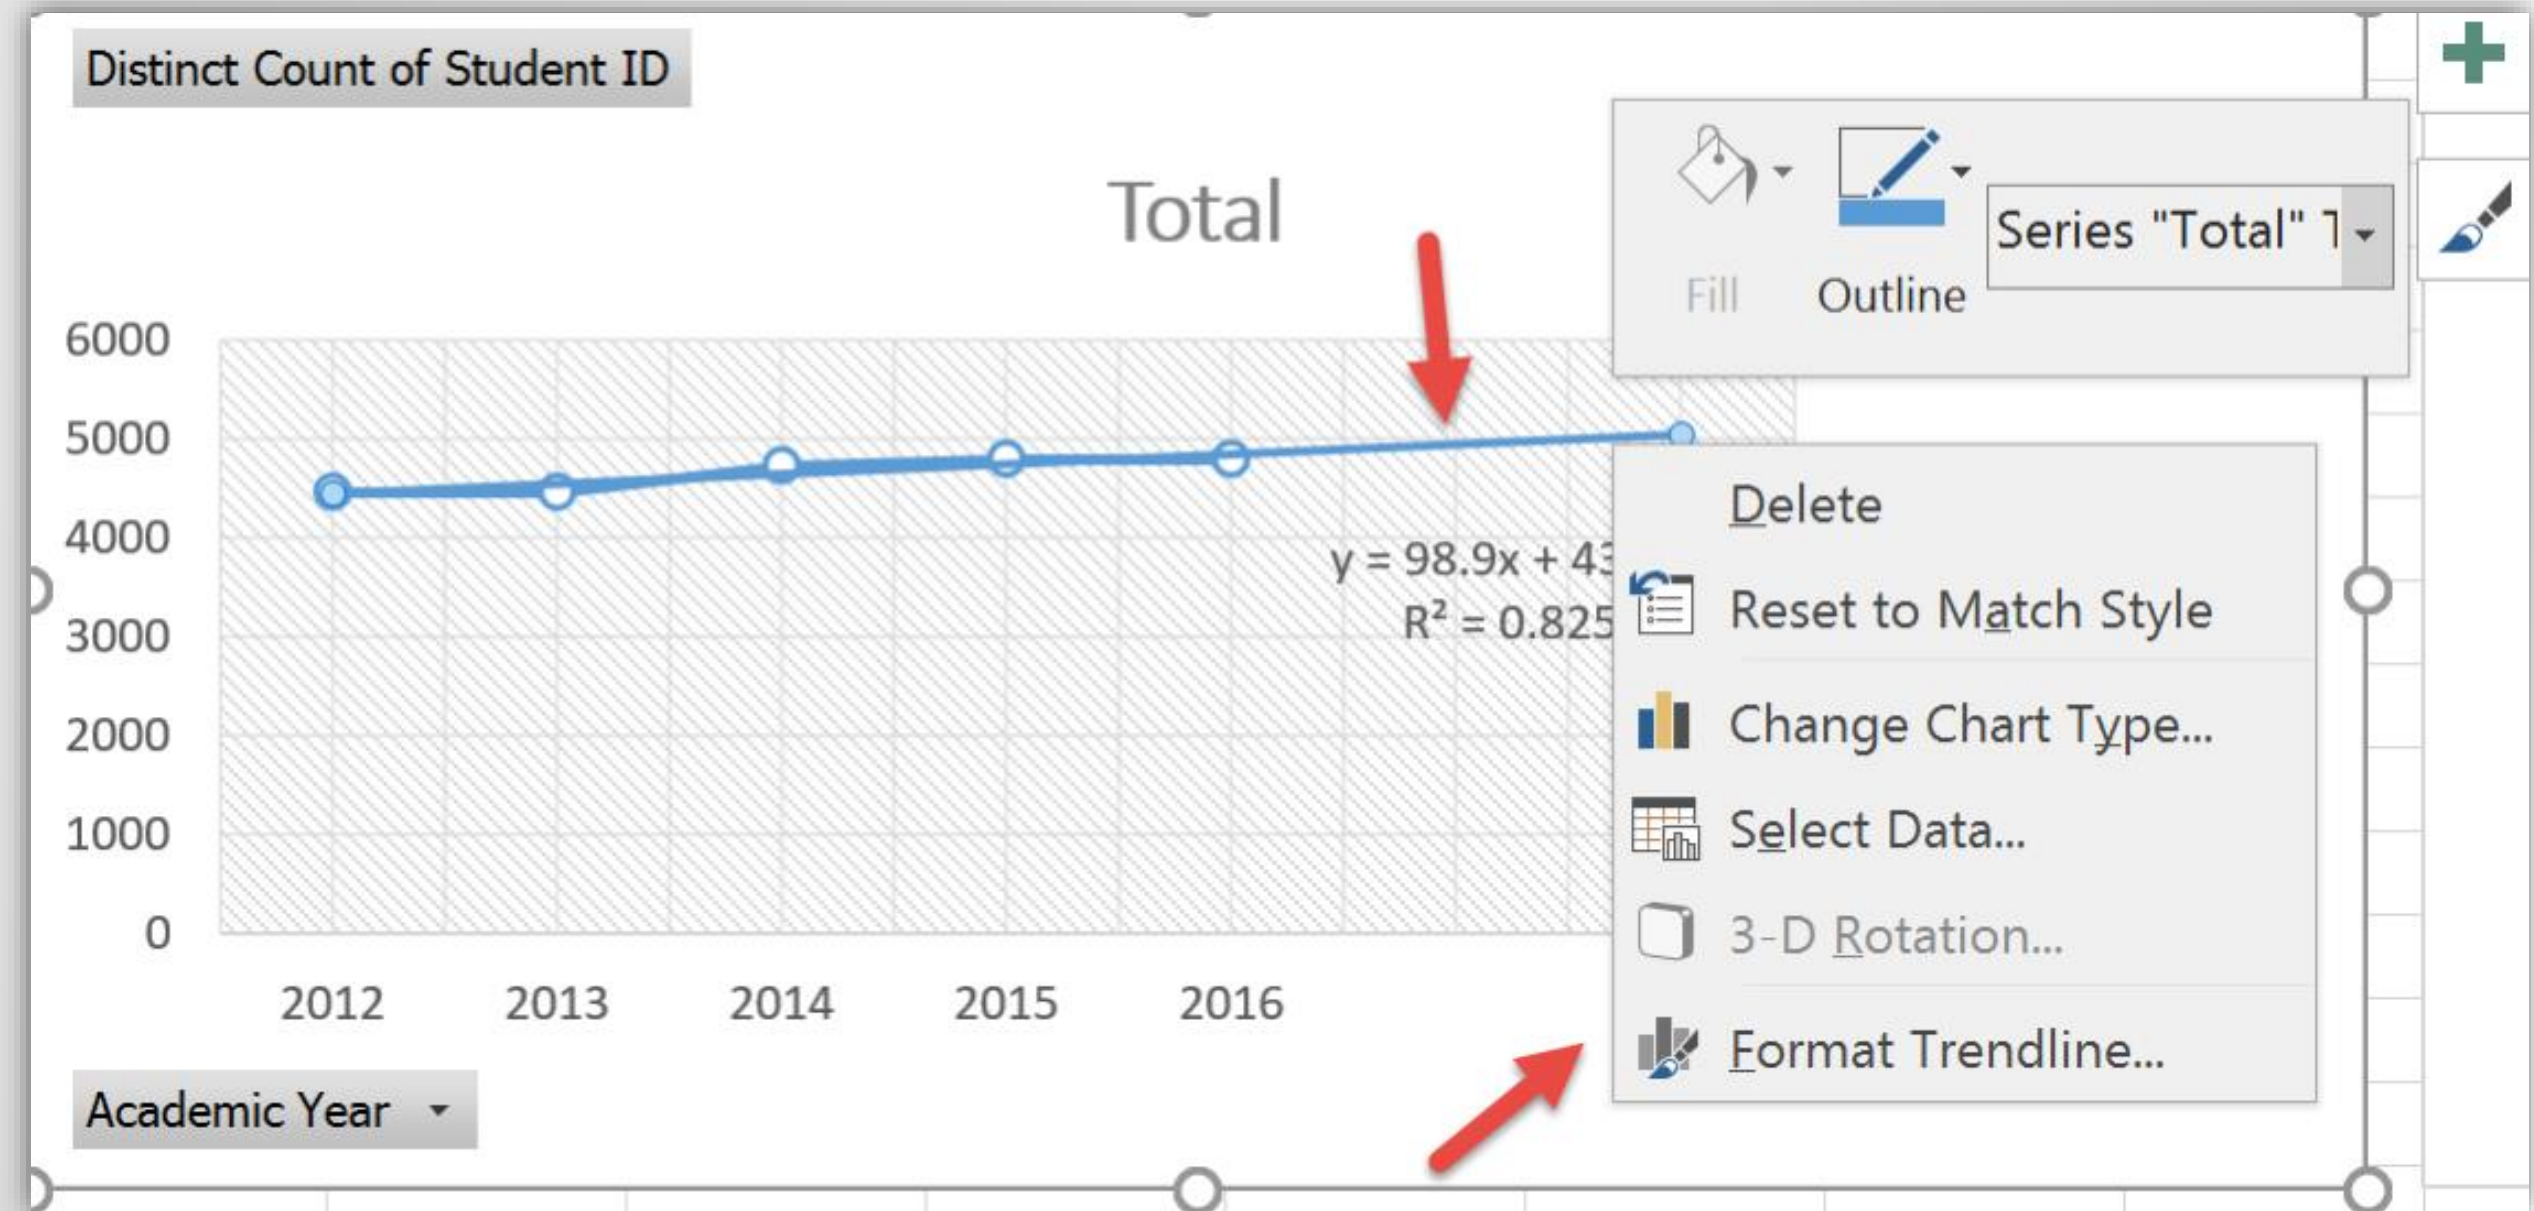 Distinct Count of Student ID
Total
Fill
Outline
Series "Total" T
6000
5000
4000
3000
2000
1000
0
y = 98.9x + 43
R² = 0.825
2012 2013 2014 2015 2016
Academic Year
Delete
Reset to Match Style
Change Chart Type...
Select Data...
3-D Rotation...
Format Trendline...